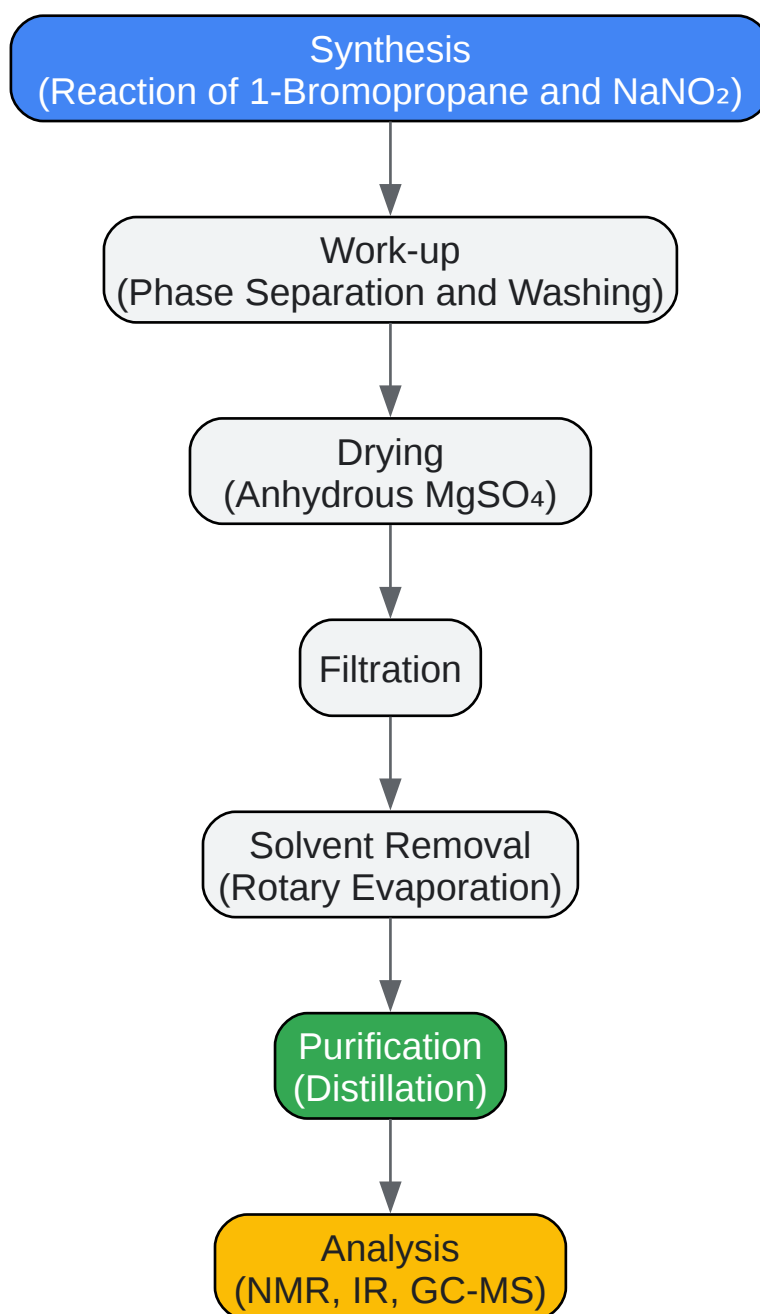 Synthesis
(Reaction of 1-Bromopropane and NaNO₂)
Work-up
(Phase Separation and Washing)
Drying
(Anhydrous MgSO₄)
Filtration
Solvent Removal
(Rotary Evaporation)
Purification
(Distillation)
Analysis
(NMR, IR, GC-MS)